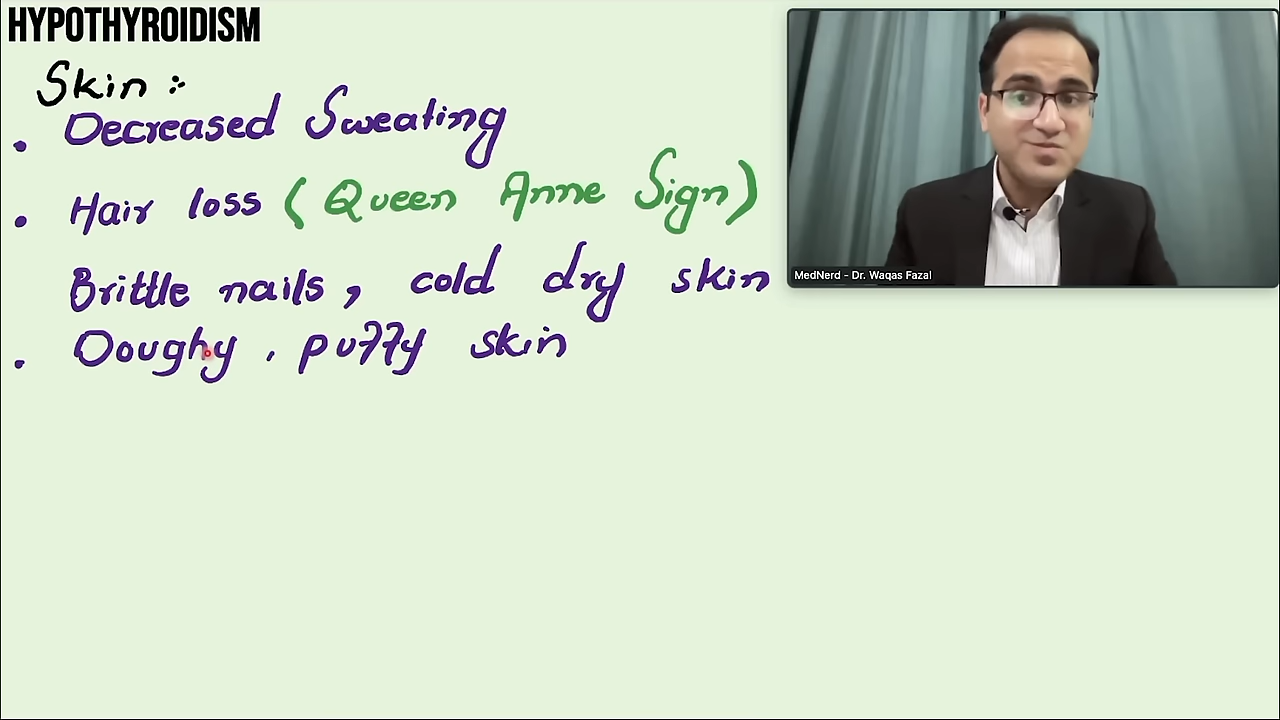 HYPOTHYROIDISM
Skin :
. Decreased Sweating
. Hair loss (Queen Anne Sign)
Brittle nails, cold dry skin
. Doughy, puffy skin
MedNerd - Dr. Waqas Fazal